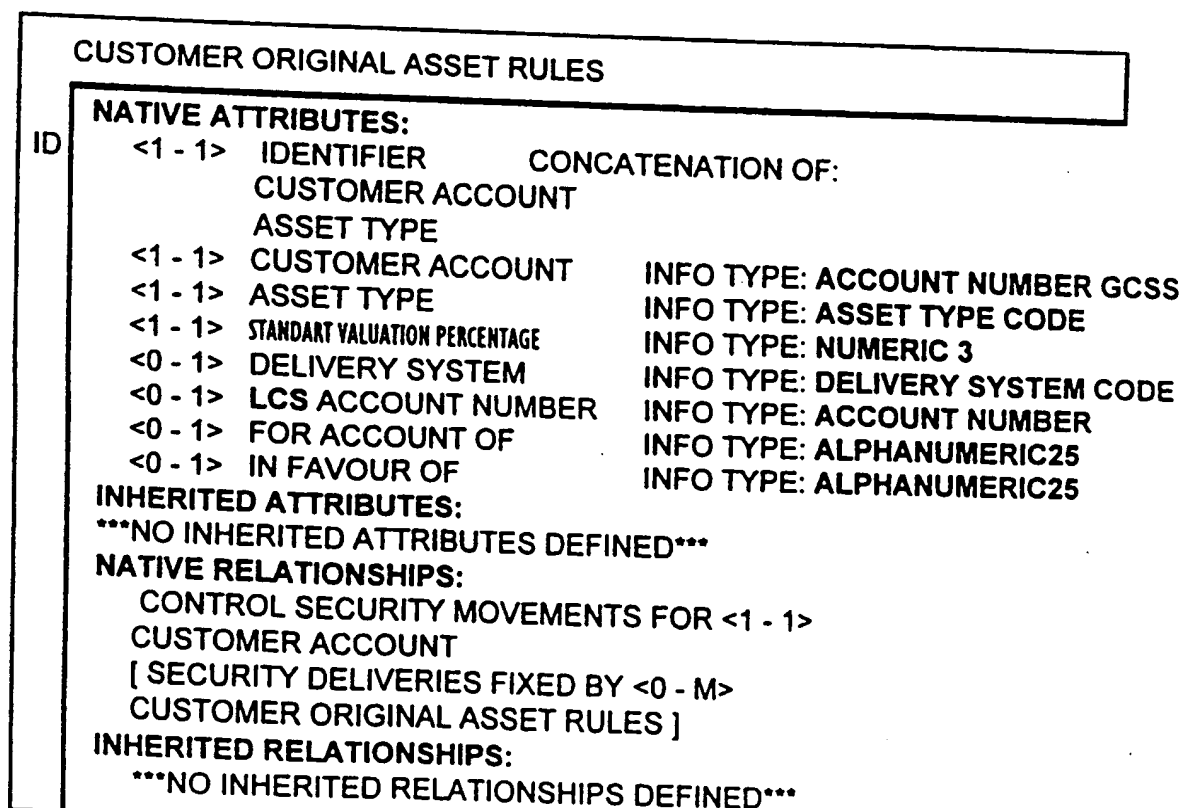 CUSTOMER ORIGINAL ASSET RULES
NATIVE ATTRIBUTES:
ID <1 - 1> IDENTIFIER CONCATENATION OF:
CUSTOMER ACCOUNT
ASSET TYPE
<1 - 1> CUSTOMER ACCOUNT INFO TYPE: ACCOUNT NUMBER GCSS
<1 - 1> ASSET TYPE INFO TYPE: ASSET TYPE CODE
<1 - 1> STANDART VALUATION PERCENTAGE INFO TYPE: NUMERIC 3
<0 - 1> DELIVERY SYSTEM INFO TYPE: DELIVERY SYSTEM CODE
<0 - 1> LCS ACCOUNT NUMBER INFO TYPE: ACCOUNT NUMBER
<0 - 1> FOR ACCOUNT OF INFO TYPE: ALPHANUMERIC25
<0 - 1> IN FAVOUR OF INFO TYPE: ALPHANUMERIC25
INHERITED ATTRIBUTES:
***NO INHERITED ATTRIBUTES DEFINED***
NATIVE RELATIONSHIPS:
CONTROL SECURITY MOVEMENTS FOR <1 - 1>
CUSTOMER ACCOUNT
[ SECURITY DELIVERIES FIXED BY <0 - M>
CUSTOMER ORIGINAL ASSET RULES ]
INHERITED RELATIONSHIPS:
***NO INHERITED RELATIONSHIPS DEFINED***